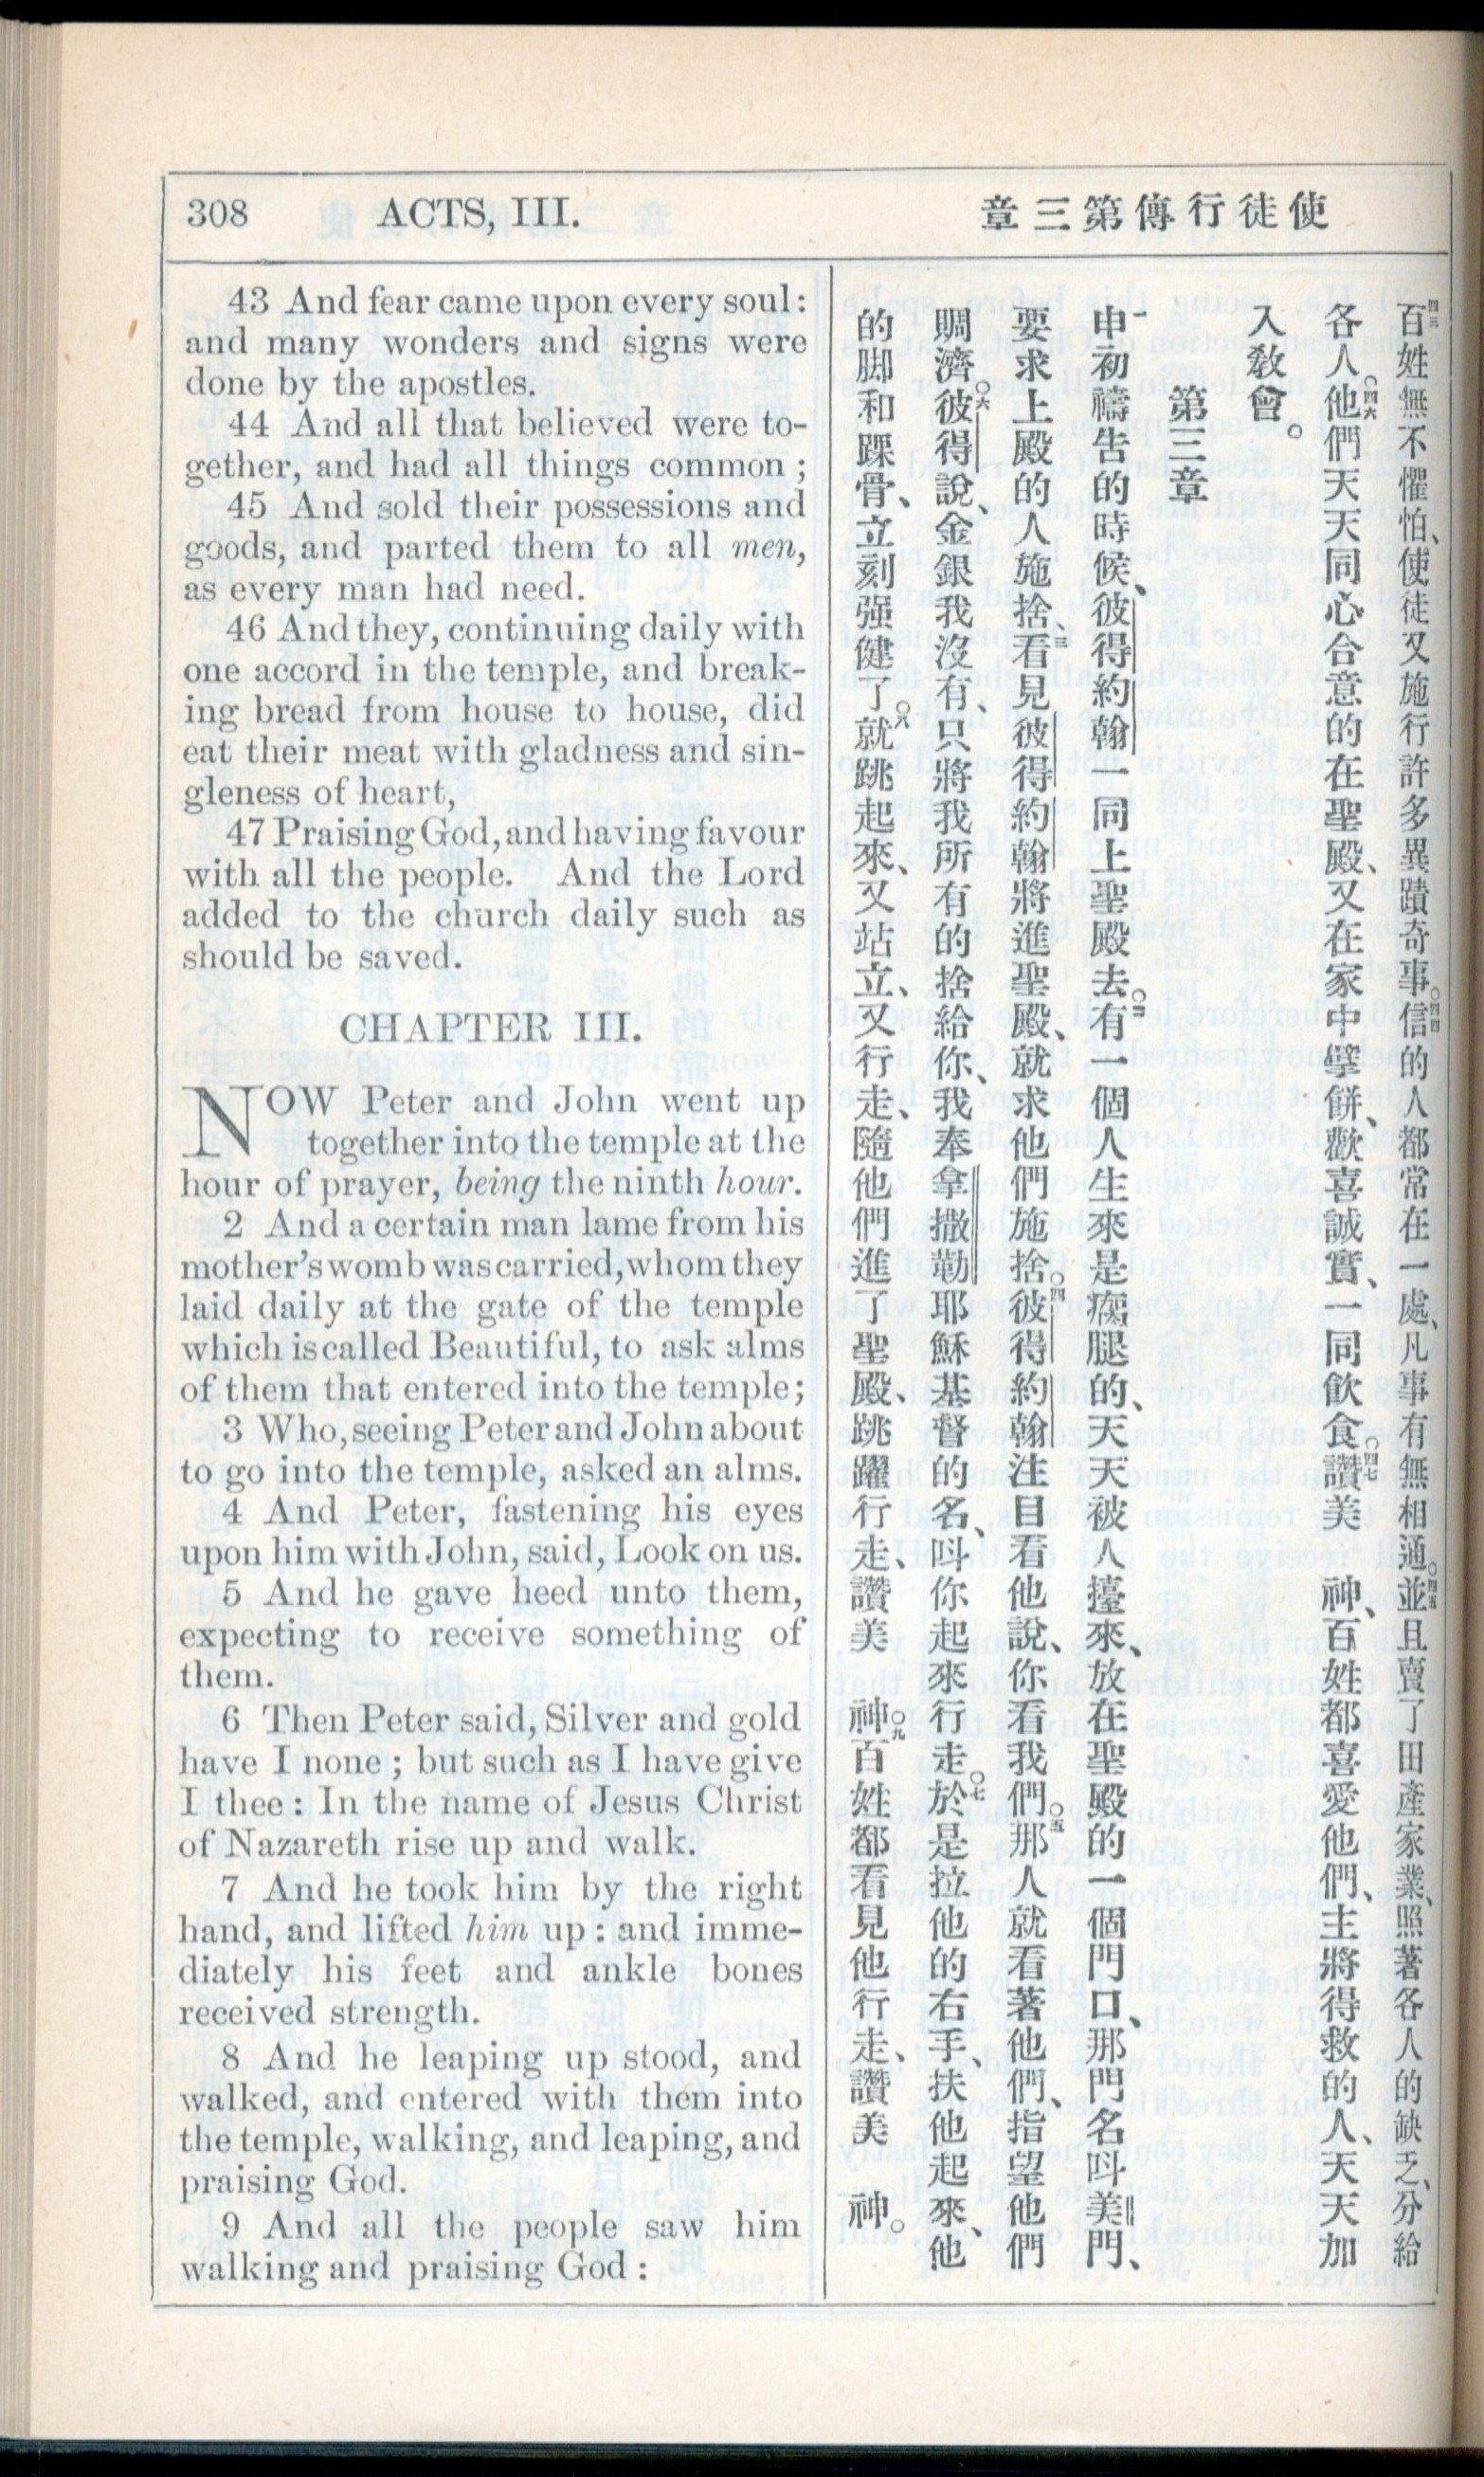 308 ACTS, III.
章三第傳行徒使
43 And fear came upon every soul:
and many wonders and signs were
done by the apostles.
44 And all that believed were to-
gether, and had all things common ;
45 And sold their possessions and
goods, and parted them to all men,
as every man had need.
46 And they, continuing daily with
one accord in the temple, and break-
ing bread from house to house, did
eat their meat with gladness and sin-
gleness of heart,
47 Praising God, and having favour
with all the people. And the Lord
added to the church daily such as
should be saved.
CHAPTER III.
NOW Peter and John went up
together into the temple at the
hour of prayer, being the ninth hour.
2 And a certain man lame from his
mother's womb was carried, whom they
laid daily at the gate of the temple
which is called Beautiful, to ask alms
of them that entered into the temple;
3 Who, seeing Peter and John about
to go into the temple, asked an alms.
4 And Peter, fastening his eyes
upon him with John, said, Look on us.
5 And he gave heed unto them,
expecting to receive something of
them.
6 Then Peter said, Silver and gold
have I none ; but such as I have give
I thee : In the name of Jesus Christ
of Nazareth rise up and walk.
7 And he took him by the right
hand, and lifted him up : and imme-
diately his feet and ankle bones
received strength.
8 And he leaping up stood, and
walked, and entered with them into
the temple, walking, and leaping, and
praising God.
9 And all the people saw him
walking and praising God :
四三百姓無不懼怕、使徒又施行許多異蹟奇事。○四四信的人都常在一處、凡事有無相通。○四五並且賣了田產家業、照著各人的缺乏、分給
各人。○四六他們天天同心合意的在聖殿、又在家中擘餅、歡喜誠實、一同飲食。○四七讚美 神、百姓都喜愛他們、主將得救的人、天天加
入教會。
第三章
一申初禱告的時候、彼得約翰一同上聖殿去。○二有一個人生來是瘸腿的、天天被人擡來、放在聖殿的一個門口、那門名叫美門、
要求上殿的人施捨、三看見彼得約翰將進聖殿、就求他們施捨。○四彼得約翰注目看他說、你看我們。○五那人就看著他們、指望他們
賙濟。○六彼得說、金銀我沒有、只將我所有的捨給你、我奉拿撒勒耶穌基督的名、叫你起來行走。○七於是拉他的右手、扶他起來、他
的脚和踝骨、立刻强健了。○八就跳起來、又站立、又行走、隨他們進了聖殿、跳躍行走、讚美 神。○九百姓都看見他行走、讚美 神。